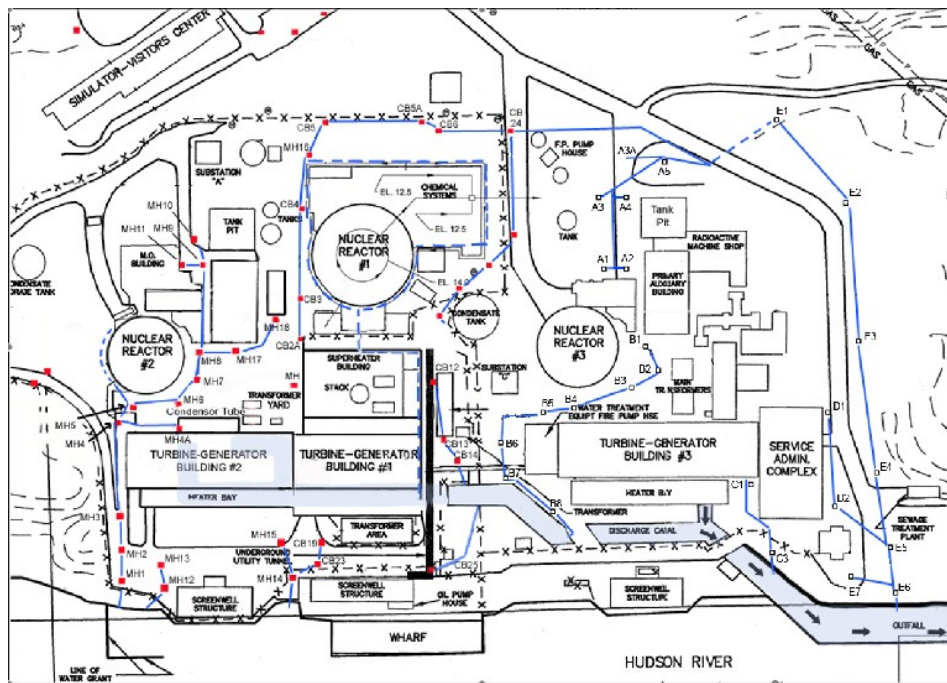 SIMULATOR-VISITORS CENTER
GAS
GAS
GAS
CB5A
CB5
CB6
CB
24
E1
MH16
F.P. PUMP
HOUSE
A3A
A5
SUBSTATION
"A"
EL. 12.5
CHEMICAL
SYSTEMS
E2
MH10
CB4
TANKS
A3
A4
MH11
MH9
TANK
PIT
EL. 12.5
TANK
Tank
Pit
RADIOACTIVE
MACHINE SHOP
M.O.
BUILDING
NUCLEAR
REACTOR
#1
A1
A2
PRIMARY
AUXILIARY
BUILDING
CB3
CONDENSATE
TANK
MH18
NUCLEAR
REACTOR
#2
CB2A
NUCLEAR
REACTOR
#3
B1
E3
MH8
MH17
SUPERHEATER
BUILDING
CB12
SUBSTATION
B2
MH7
MH
STACK
B3
MAIN
TRANSFORMERS
MH6
TRANSFORMER
YARD
B5
B4
WATER TREATMENT
EQUIPT FIRE PUMP HSE
D1
MH5
Condensor Tube
MH4
MH4A
CB13
B6
TURBINE-GENERATOR
BUILDING #2
TURBINE-GENERATOR
BUILDING #1
CB14
TURBINE-GENERATOR
BUILDING #3
SERVICE
ADMIN.
COMPLEX
E4
B7
C1
HEATER BAY
HEATER BAY
B8
TRANSFORMER
D2
MH3
TRANSFORMER
AREA
DISCHARGE CANAL
SEWAGE
TREATMENT
PLANT
MH2
MH13
MH15
CB19
UNDERGROUND
UTILITY TUNNEL
CB23
C3
E5
MH1
MH12
MH14
CB25
E7
E6
SCREENWELL
STRUCTURE
SCREENWELL
STRUCTURE
OIL PUMP
HOUSE
SCREENWELL
STRUCTURE
OUTFALL
WHARF
LINE OF
WATER GRANT
HUDSON RIVER